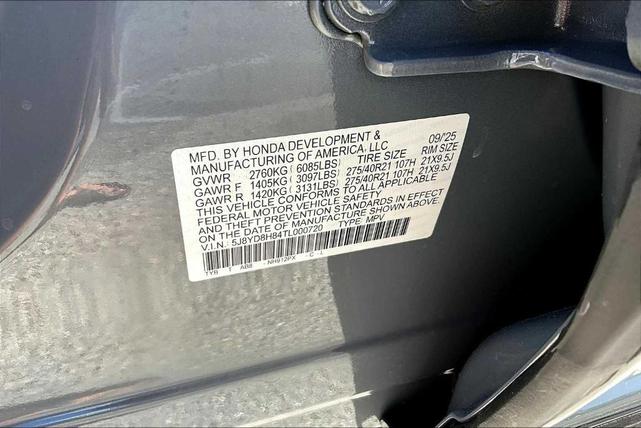 MFD. BY HONDA DEVELOPMENT & 09/'25
MANUFACTURING OF AMERICA, LLC
GVWR 2760KG (6085LBS) TIRE SIZE RIM SIZE
GAWR F 1405KG (3097LBS) 275/40R21 107H 21X9.5J
GAWR R 1420KG (3131LBS) 275/40R21 107H 21X9.5J
THIS VEHICLE CONFORMS TO ALL APPLICABLE
FEDERAL MOTOR VEHICLE SAFETY
AND THEFT PREVENTION STANDARDS IN EFFECT
ON THE DATE OF MANUFACTURE SHOWN ABOVE.
V.I.N.: 5J8YD8H84TL000720 TYPE: MPV
TYB T AB8 - NH912PX - C -